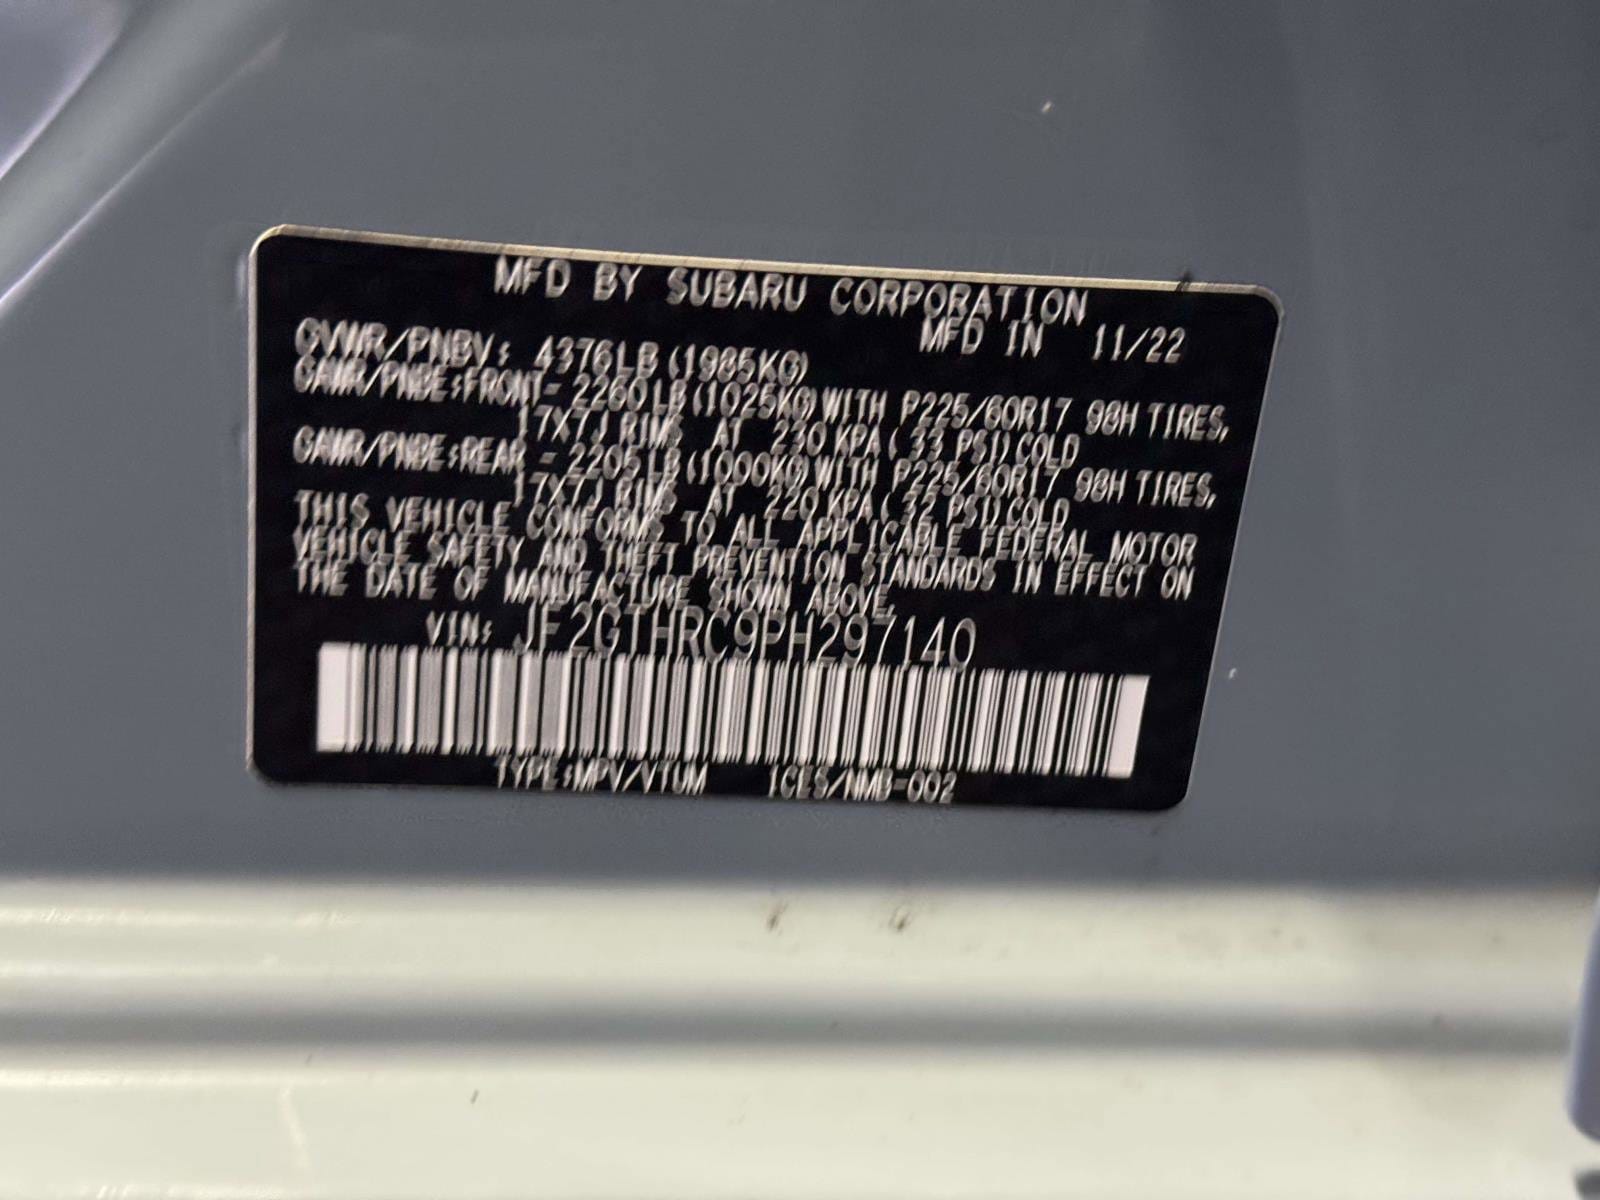 MFD BY SUBARU CORPORATION
MFD IN 11/22
GVWR/PNBV: 4376LB(1985KG)
GAWR/PNBE:FRONT- 2260LB(1025KG)WITH P225/60R17 98H TIRES,
17X7J RIMS AT 230 KPA( 33 PSI)COLD
GAWR/PNBE:REAR - 2205LB(1000KG)WITH P225/60R17 98H TIRES,
17X7J RIMS AT 220 KPA( 32 PSI)COLD
THIS VEHICLE CONFORMS TO ALL APPLICABLE FEDERAL MOTOR
VEHICLE SAFETY AND THEFT PREVENTION STANDARDS IN EFFECT ON
THE DATE OF MANUFACTURE SHOWN ABOVE.
VIN: JF2GTHRC9PH297140
TYPE:MPV/VTUM ICES/NMB-002